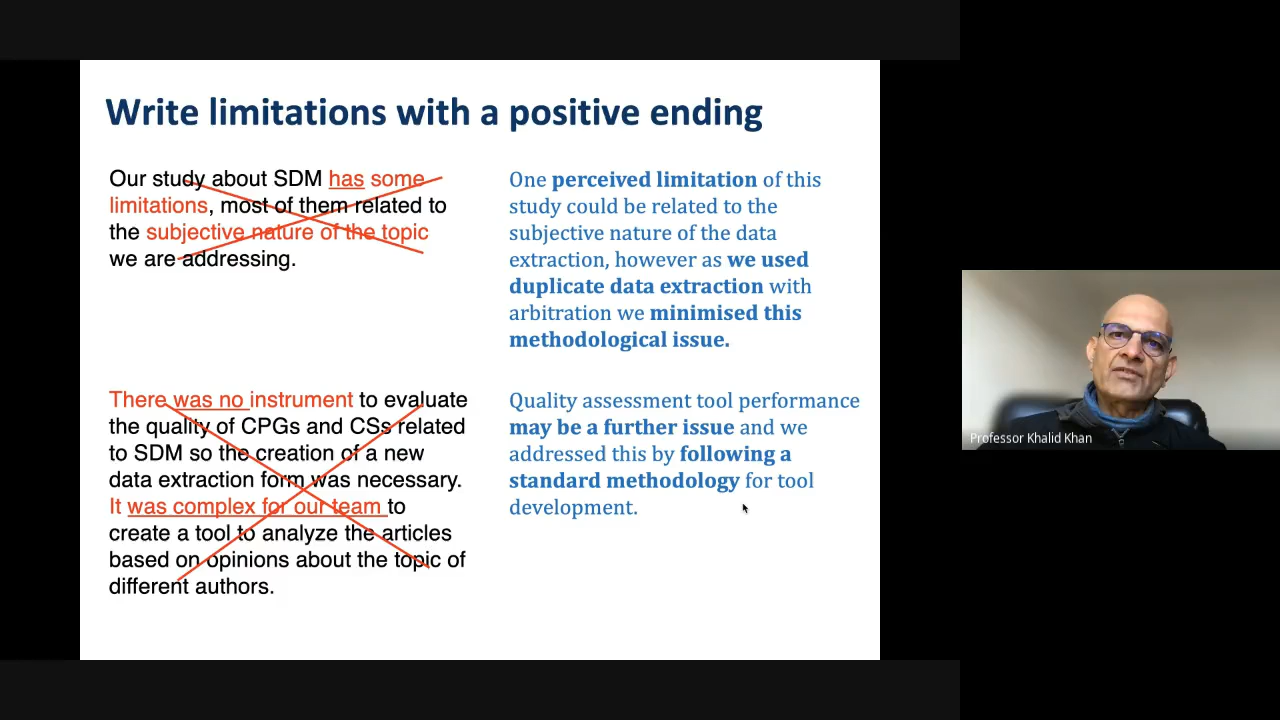 Write limitations with a positive ending
Our study about SDM has some
limitations, most of them related to
the subjective nature of the topic
we are addressing.
One perceived limitation of this
study could be related to the
subjective nature of the data
extraction, however as we used
duplicate data extraction with
arbitration we minimised this
methodological issue.
There was no instrument to evaluate
the quality of CPGs and CSs related
to SDM so the creation of a new
data extraction form was necessary.
It was complex for our team to
create a tool to analyze the articles
based on opinions about the topic of
different authors.
Quality assessment tool performance
may be a further issue and we
addressed this by following a
standard methodology for tool
development.
Professor Khalid Khan